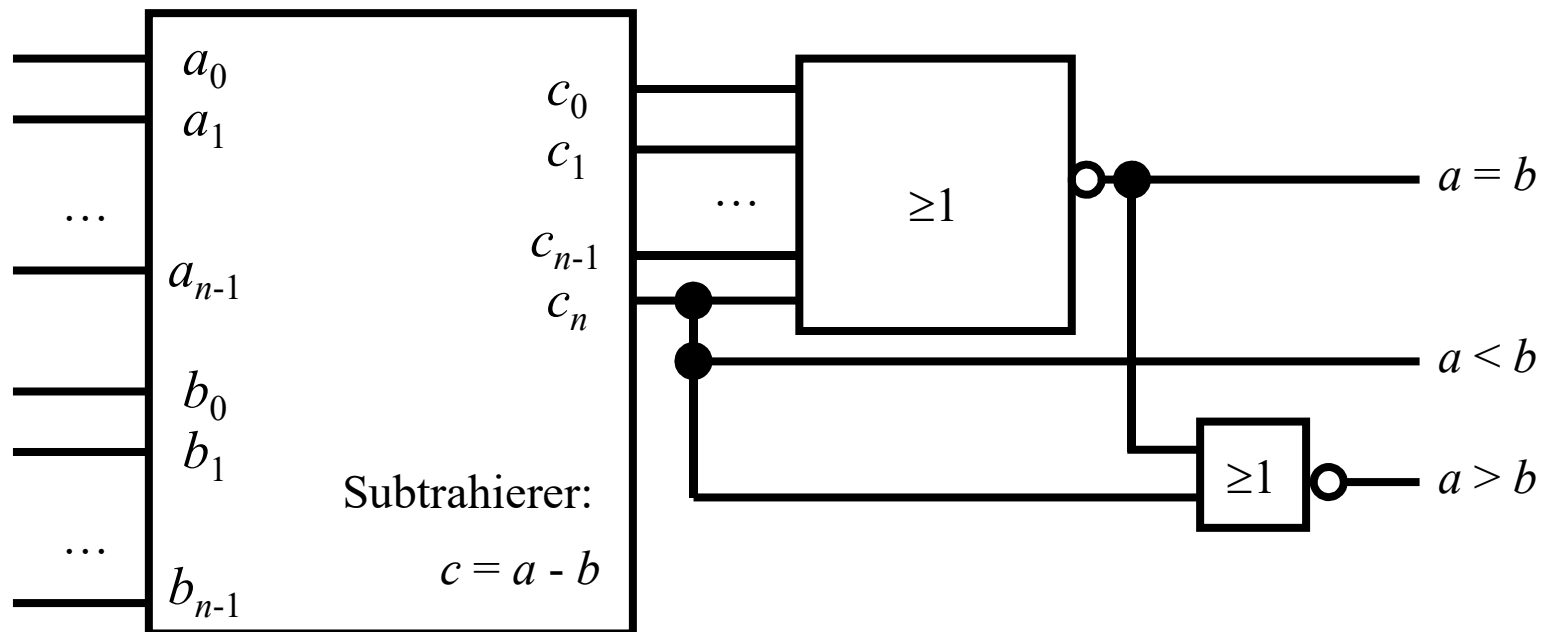 a₀
a₁
…
aₙ₋₁
b₀
b₁
…
bₙ₋₁
c₀
c₁
…
cₙ₋₁
cₙ
Subtrahierer:
c = a - b
≥1
≥1
a = b
a < b
a > b